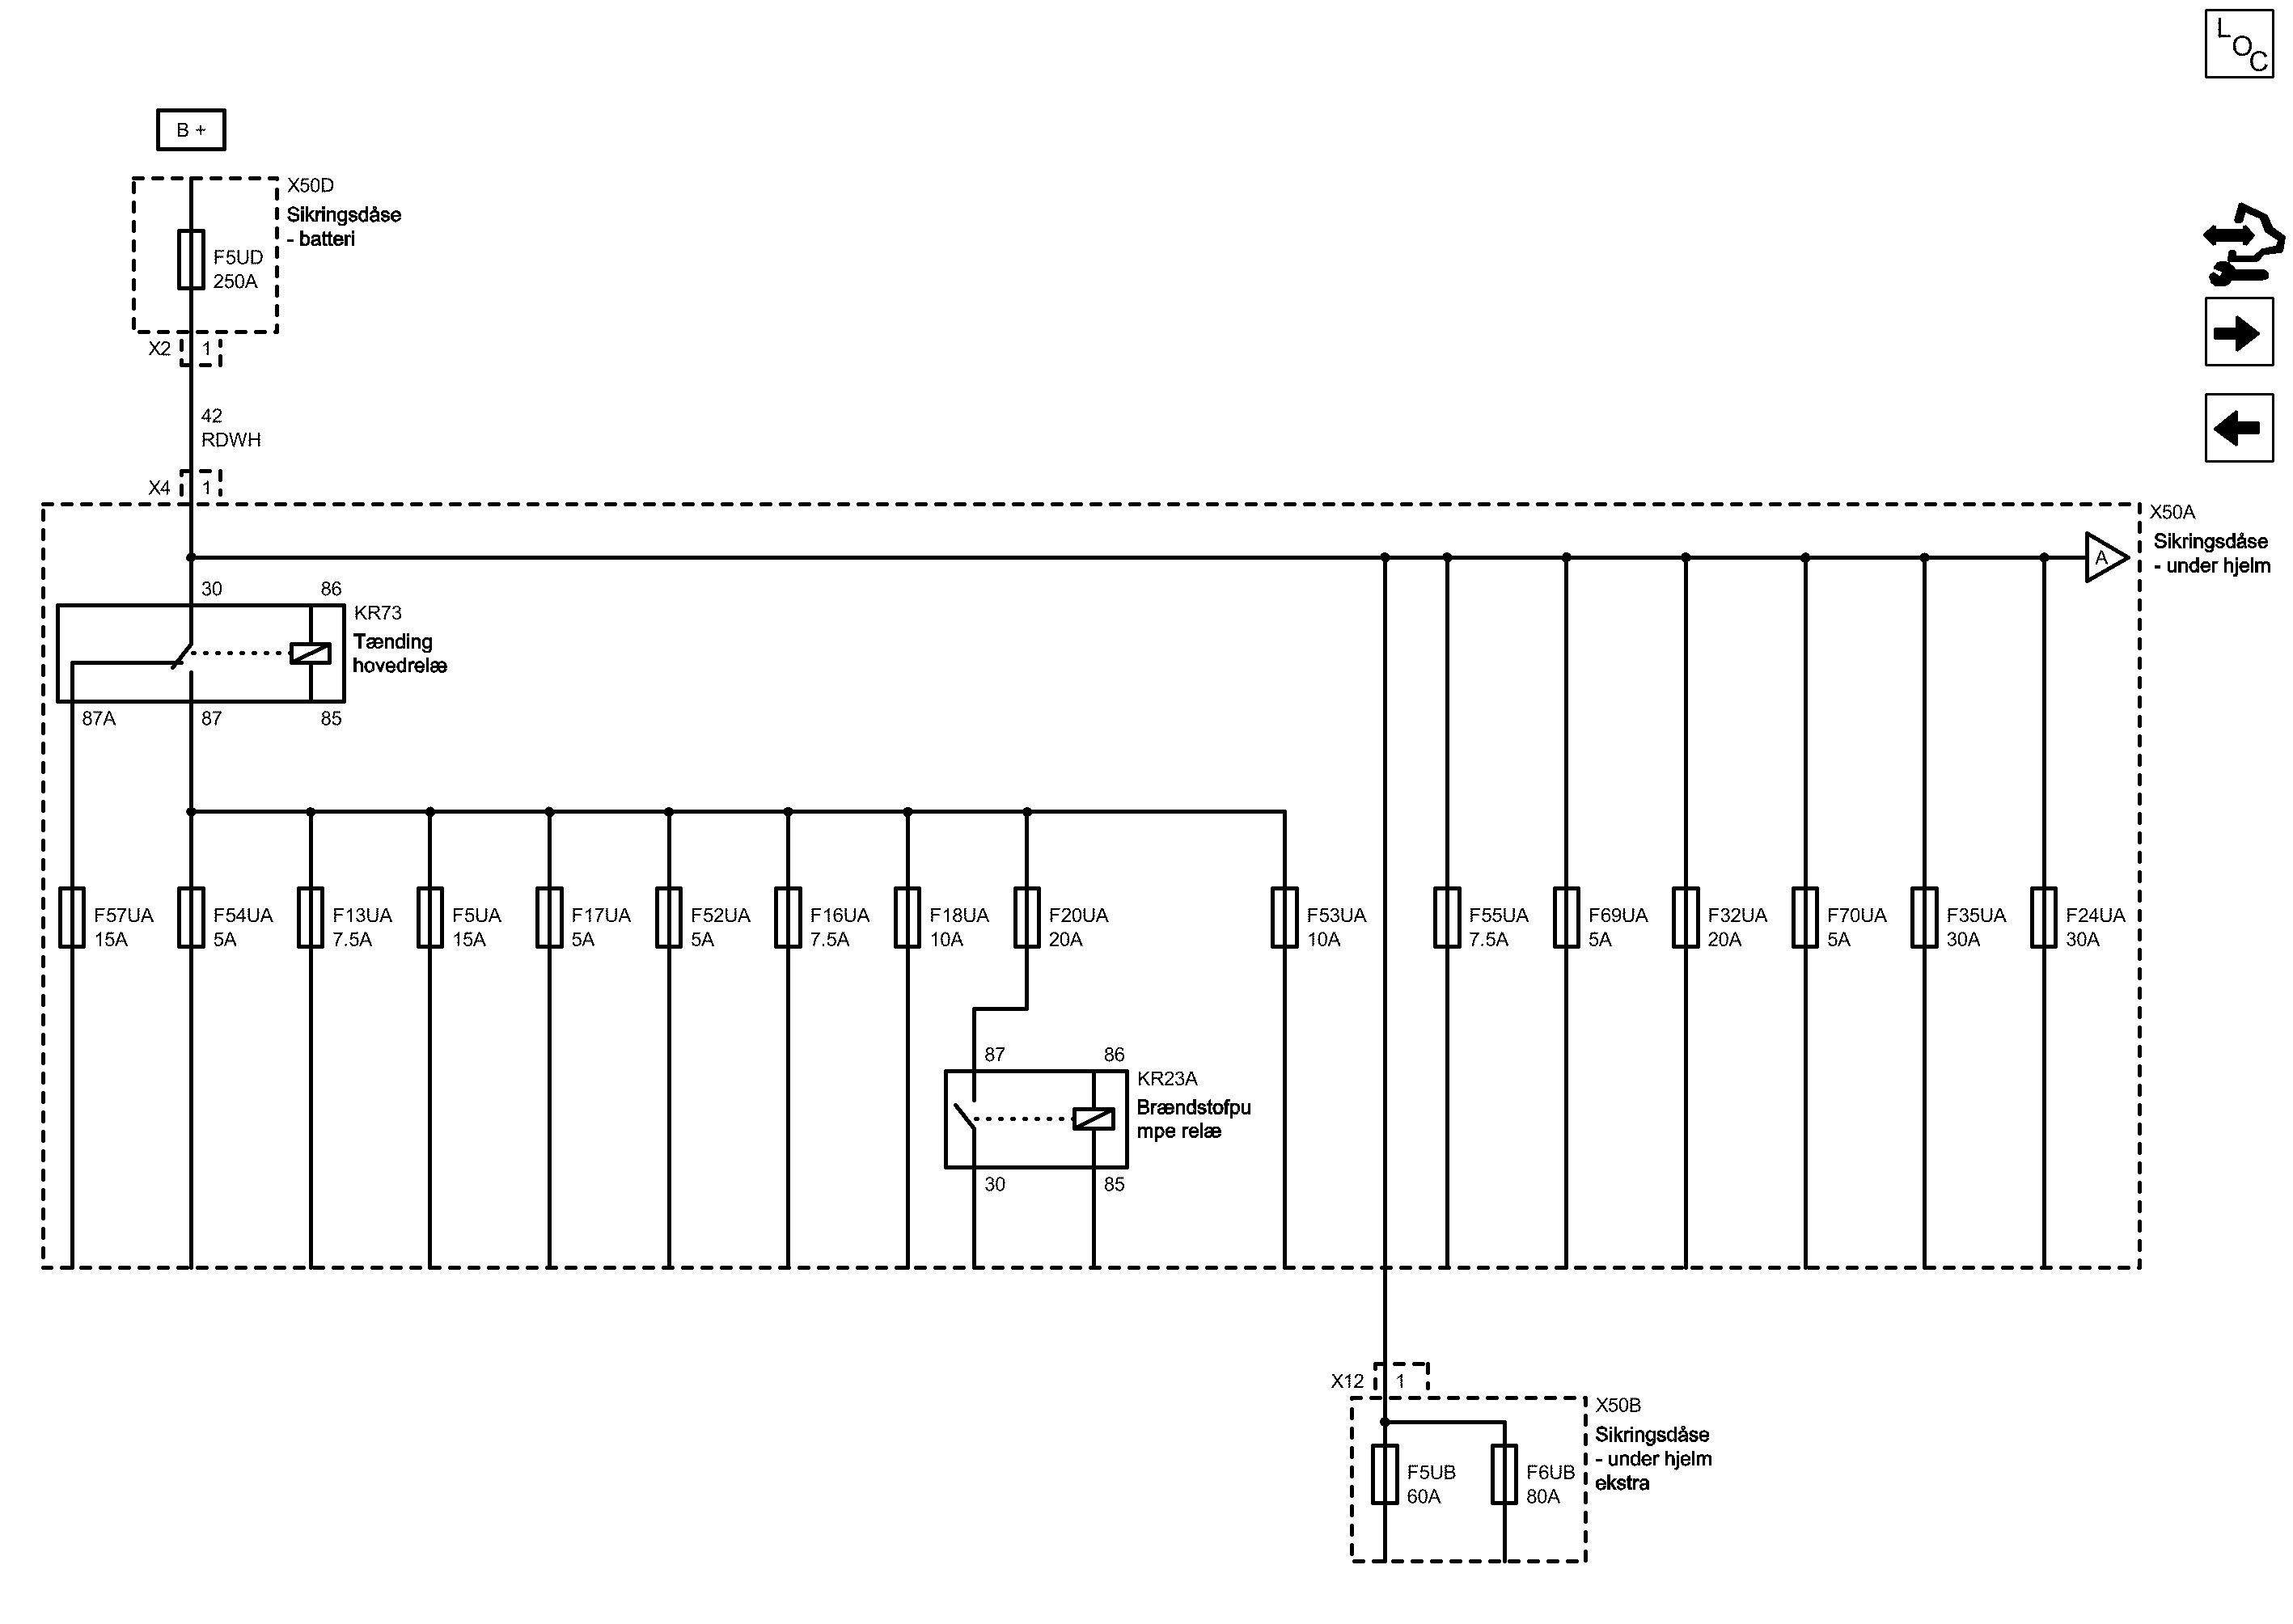 LOC
B +
X50D
Sikringsdåse
- batteri
F5UD
250A
X2 1
42
RDWH
X4 1
X50A
Sikringsdåse
- under hjelm
A
30 86
KR73
Tænding
hovedrelæ
87A 87 85
F57UA F54UA F13UA F5UA F17UA F52UA F16UA F18UA F20UA F53UA F55UA F69UA F32UA F70UA F35UA F24UA
15A 5A 7.5A 15A 5A 5A 7.5A 10A 20A 10A 7.5A 5A 20A 5A 30A 30A
87 86
KR23A
Brændstofpu
mpe relæ
30 85
X12 1
X50B
Sikringsdåse
- under hjelm
ekstra
F5UB F6UB
60A 80A